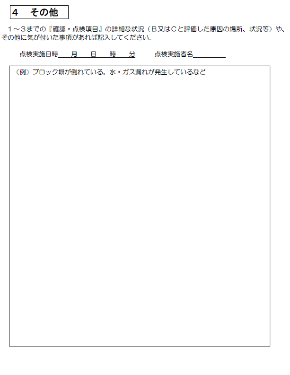 4　その他
１～３までの『確認・点検項目』の詳細な状況（Ｂ又はＣと評価した原因の場所、状況等）や、
その他に気が付いた事項があれば記入してください。
点検実施日時　　月　　日　　時　　分　　　点検実施者名
（例）ブロック塀が倒れている。水・ガス漏れが発生しているなど